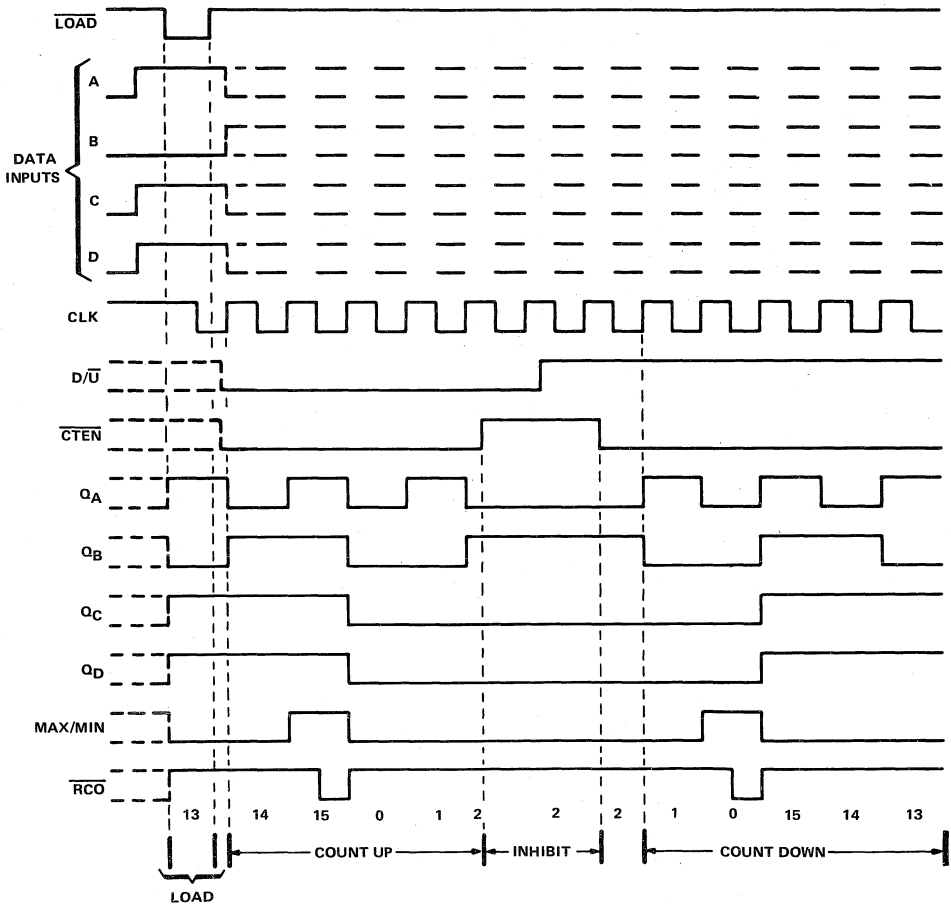 LOAD
A
B
DATA
INPUTS
C
D
CLK
D/U̅
CTEN
QA
QB
QC
QD
MAX/MIN
RCO
13 14 15 0 1 2 2 2 1 0 15 14 13
COUNT UP INHIBIT COUNT DOWN
LOAD